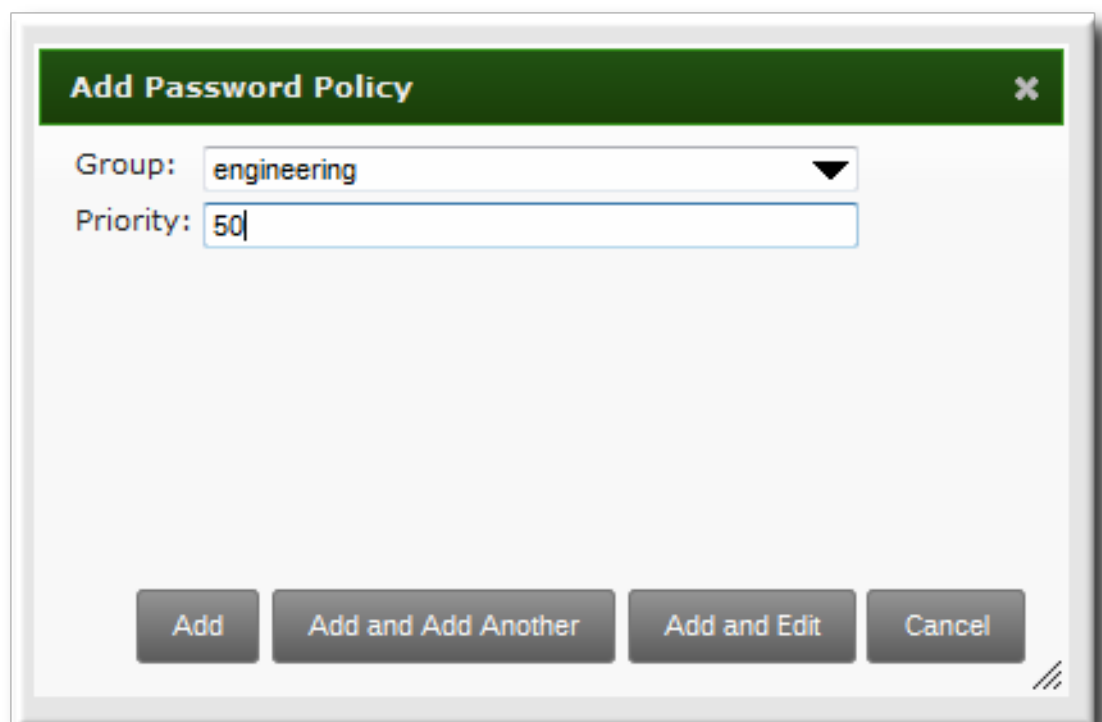 Add Password Policy
Group: engineering
Priority: 50
Add Add and Add Another Add and Edit Cancel